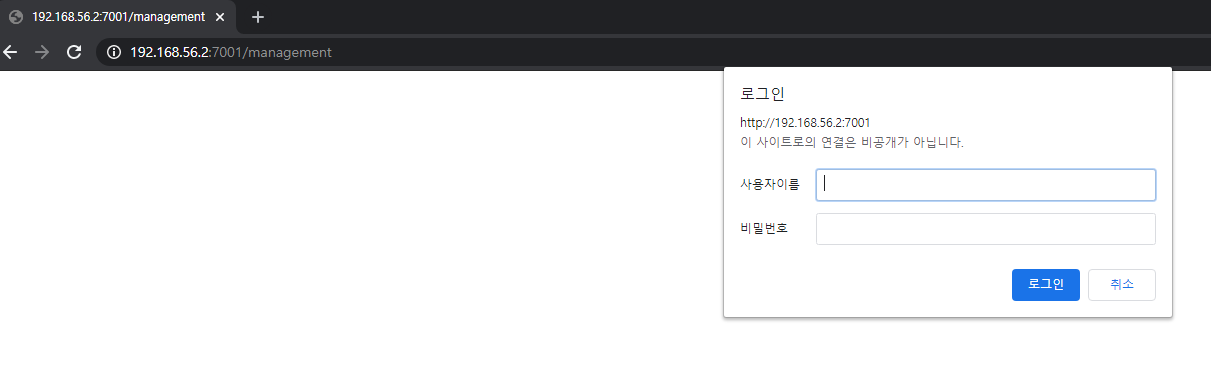 192.168.56.2:7001/management
192.168.56.2:7001/management
로그인
http://192.168.56.2:7001
이 사이트로의 연결은 비공개가 아닙니다.
사용자이름
비밀번호
로그인 취소